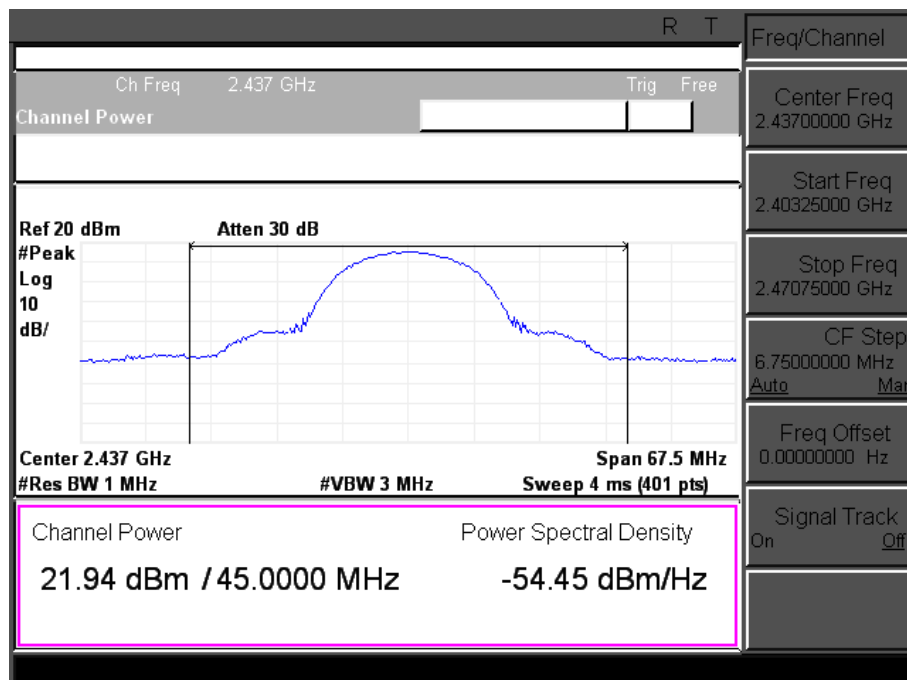 R T
Freq/Channel
Ch Freq 2.437 GHz Trig Free
Channel Power
Center Freq
2.43700000 GHz
Start Freq
2.40325000 GHz
Ref 20 dBm Atten 30 dB
#Peak
Log
10
dB/
Stop Freq
2.47075000 GHz
CF Step
6.75000000 MHz
Auto Man
Freq Offset
0.00000000 Hz
Center 2.437 GHz Span 67.5 MHz
#Res BW 1 MHz #VBW 3 MHz Sweep 4 ms (401 pts)
Signal Track
On Off
Channel Power Power Spectral Density
21.94 dBm / 45.0000 MHz -54.45 dBm/Hz